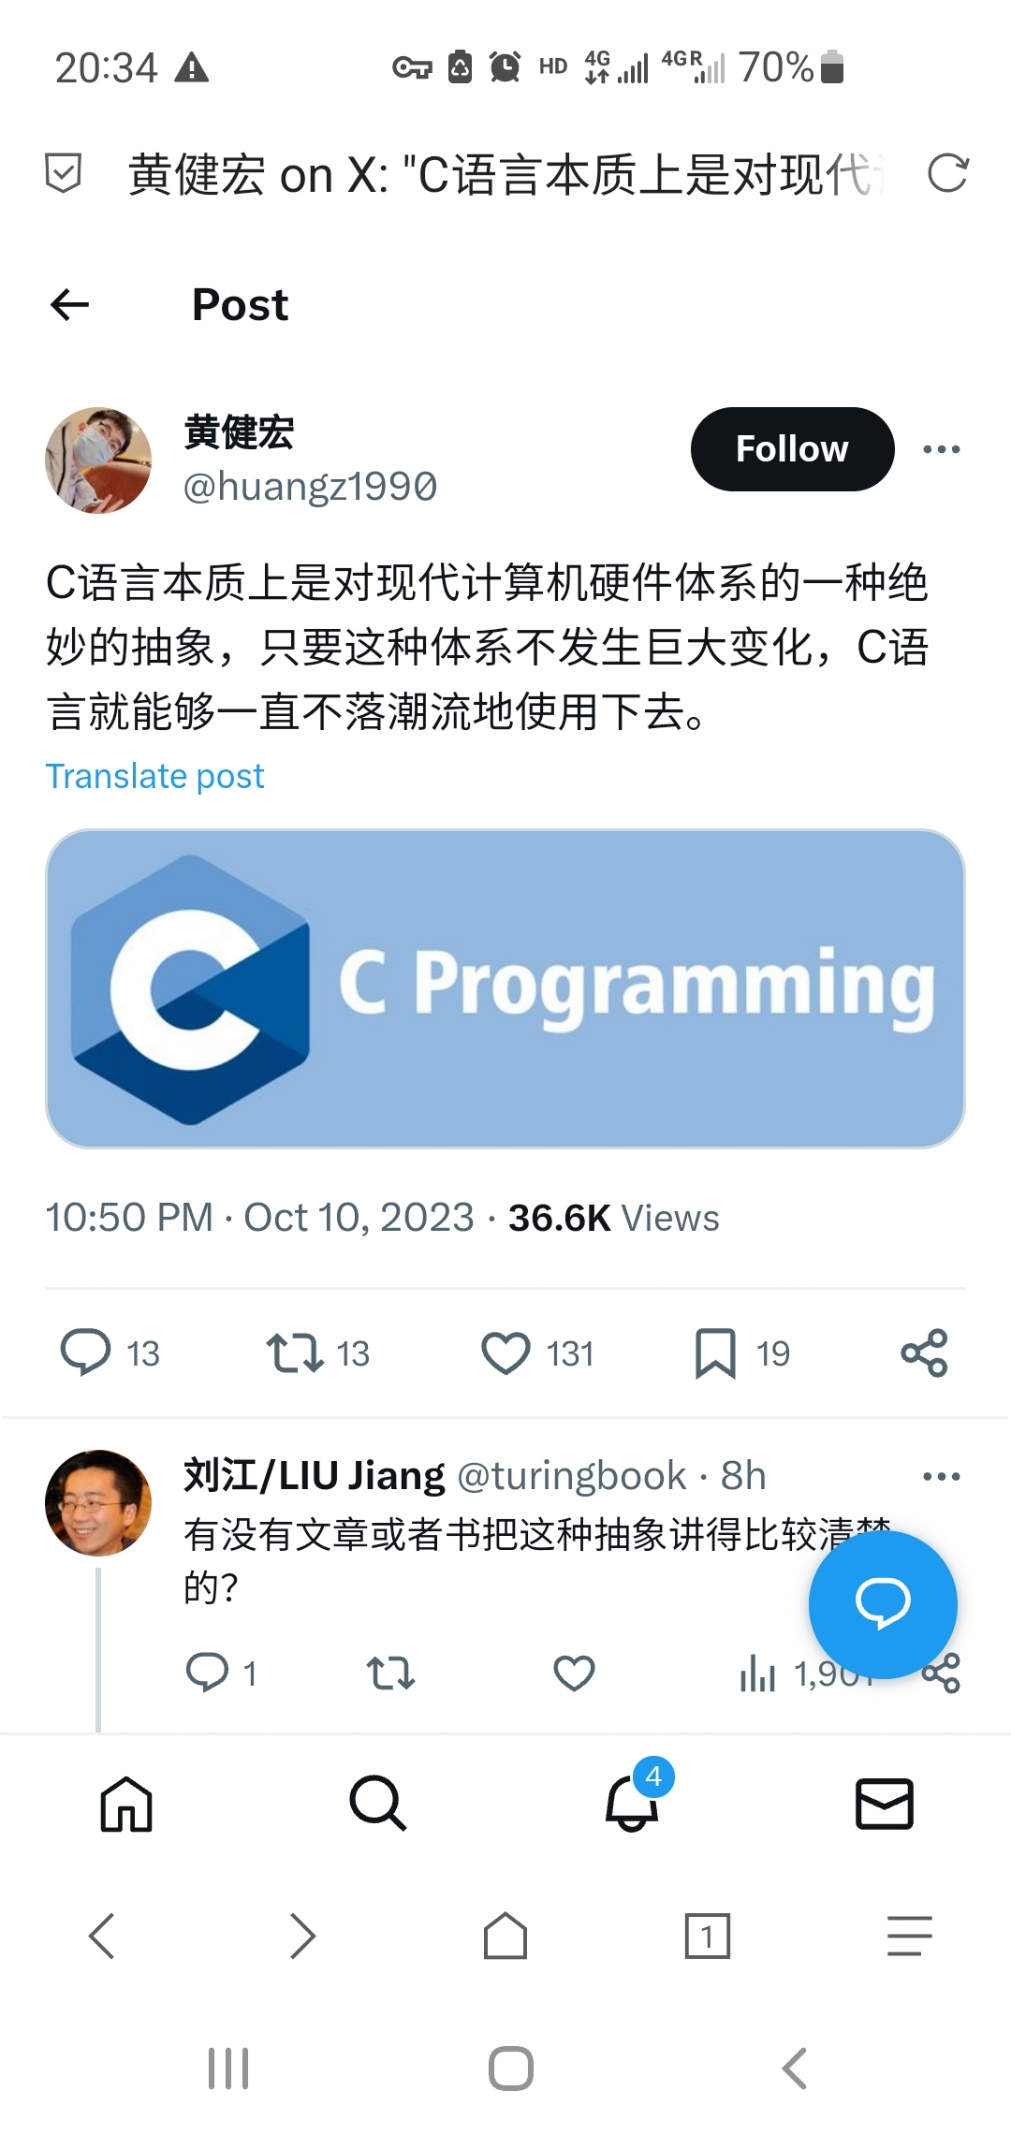 20:34 HD 4G 4GR 70%
黄健宏 on X: "C语言本质上是对现代
Post
黄健宏
@huangz1990
Follow
C语言本质上是对现代计算机硬件体系的一种绝
妙的抽象，只要这种体系不发生巨大变化，C语
言就能够一直不落潮流地使用下去。
Translate post
C Programming
10:50 PM · Oct 10, 2023 · 36.6K Views
13 13 131 19
刘江/LIU Jiang @turingbook · 8h
有没有文章或者书把这种抽象讲得比较清楚
的？
1
4
1